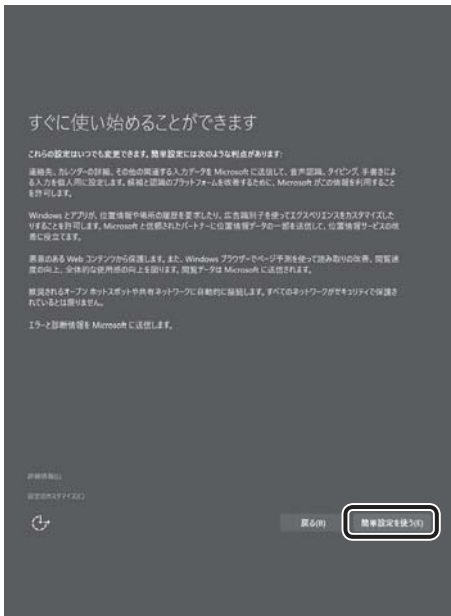 すぐに使い始めることができます
これらの設定はいつでも変更できます。簡単設定には次のような利点があります:
連絡先、カレンダーの詳細、その他の関連する入力データを Microsoft に送信して、音声認識、タイピング、手書きによ
る入力を個人用に設定します。候補と認識のプラットフォームを改善するために、Microsoft がこの情報を利用すること
を許可します。
Windows とアプリが、位置情報や場所の履歴を要求したり、広告識別子を使ってエクスペリエンスをカスタマイズした
りすることを許可します。Microsoft と信頼されたパートナーに位置情報データの一部を送信して、位置情報サービスの改
善に役立てます。
悪意のある Web コンテンツから保護します。また、Windows ブラウザーでページ予測を使って読み取りの改善、閲覧速
度の向上、全体的な使用感の向上を図ります。閲覧データは Microsoft に送信されます。
推奨されるオープン ホットスポットや共有ネットワークに自動的に接続します。すべてのネットワークがセキュリティで保護さ
れているとは限りません。
エラーと診断情報を Microsoft に送信します。
詳細情報(L)
設定のカスタマイズ(C)
戻る(B)
簡単設定を使う(E)